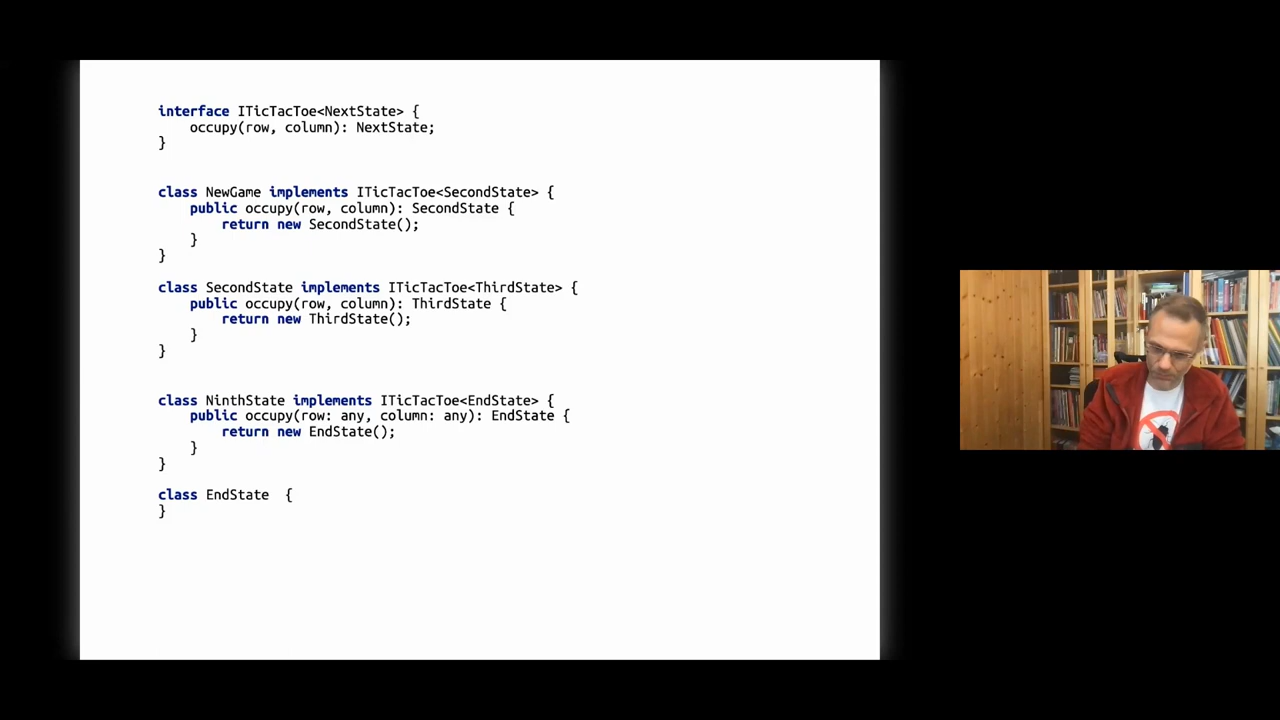 interface ITicTacToe<NextState> {
occupy(row, column): NextState;
}
class NewGame implements ITicTacToe<SecondState> {
public occupy(row, column): SecondState {
return new SecondState();
}
}
class SecondState implements ITicTacToe<ThirdState> {
public occupy(row, column): ThirdState {
return new ThirdState();
}
}
class NinthState implements ITicTacToe<EndState> {
public occupy(row: any, column: any): EndState {
return new EndState();
}
}
class EndState {
}